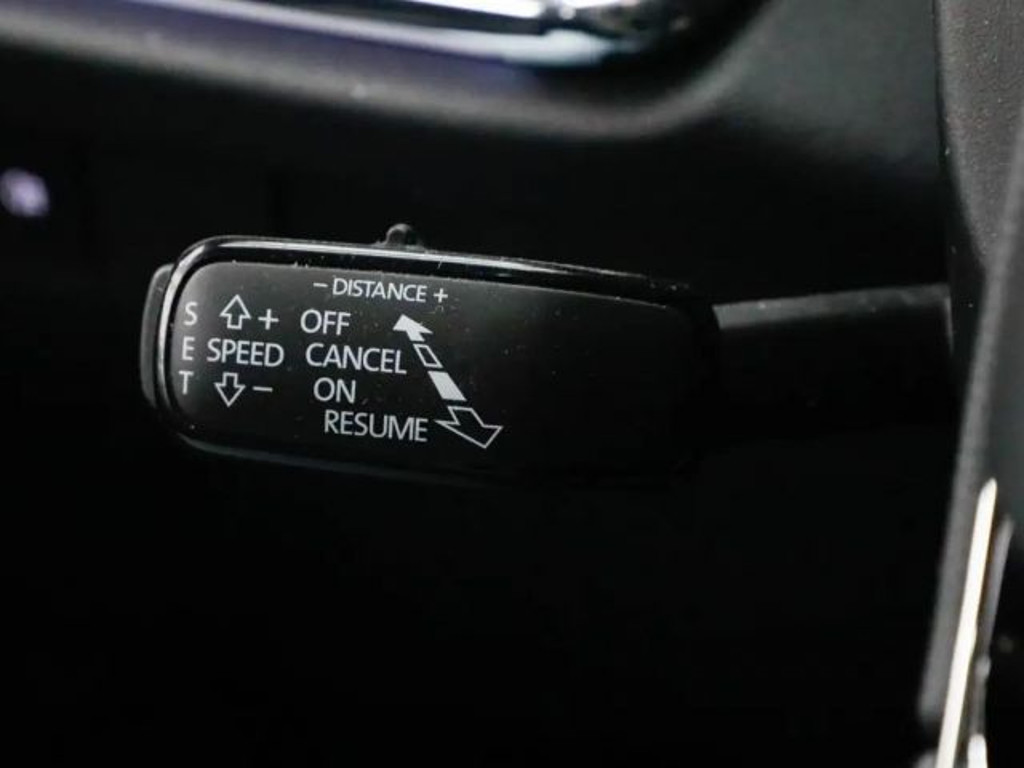 − DISTANCE +
S + OFF
E SPEED CANCEL
T − ON
RESUME